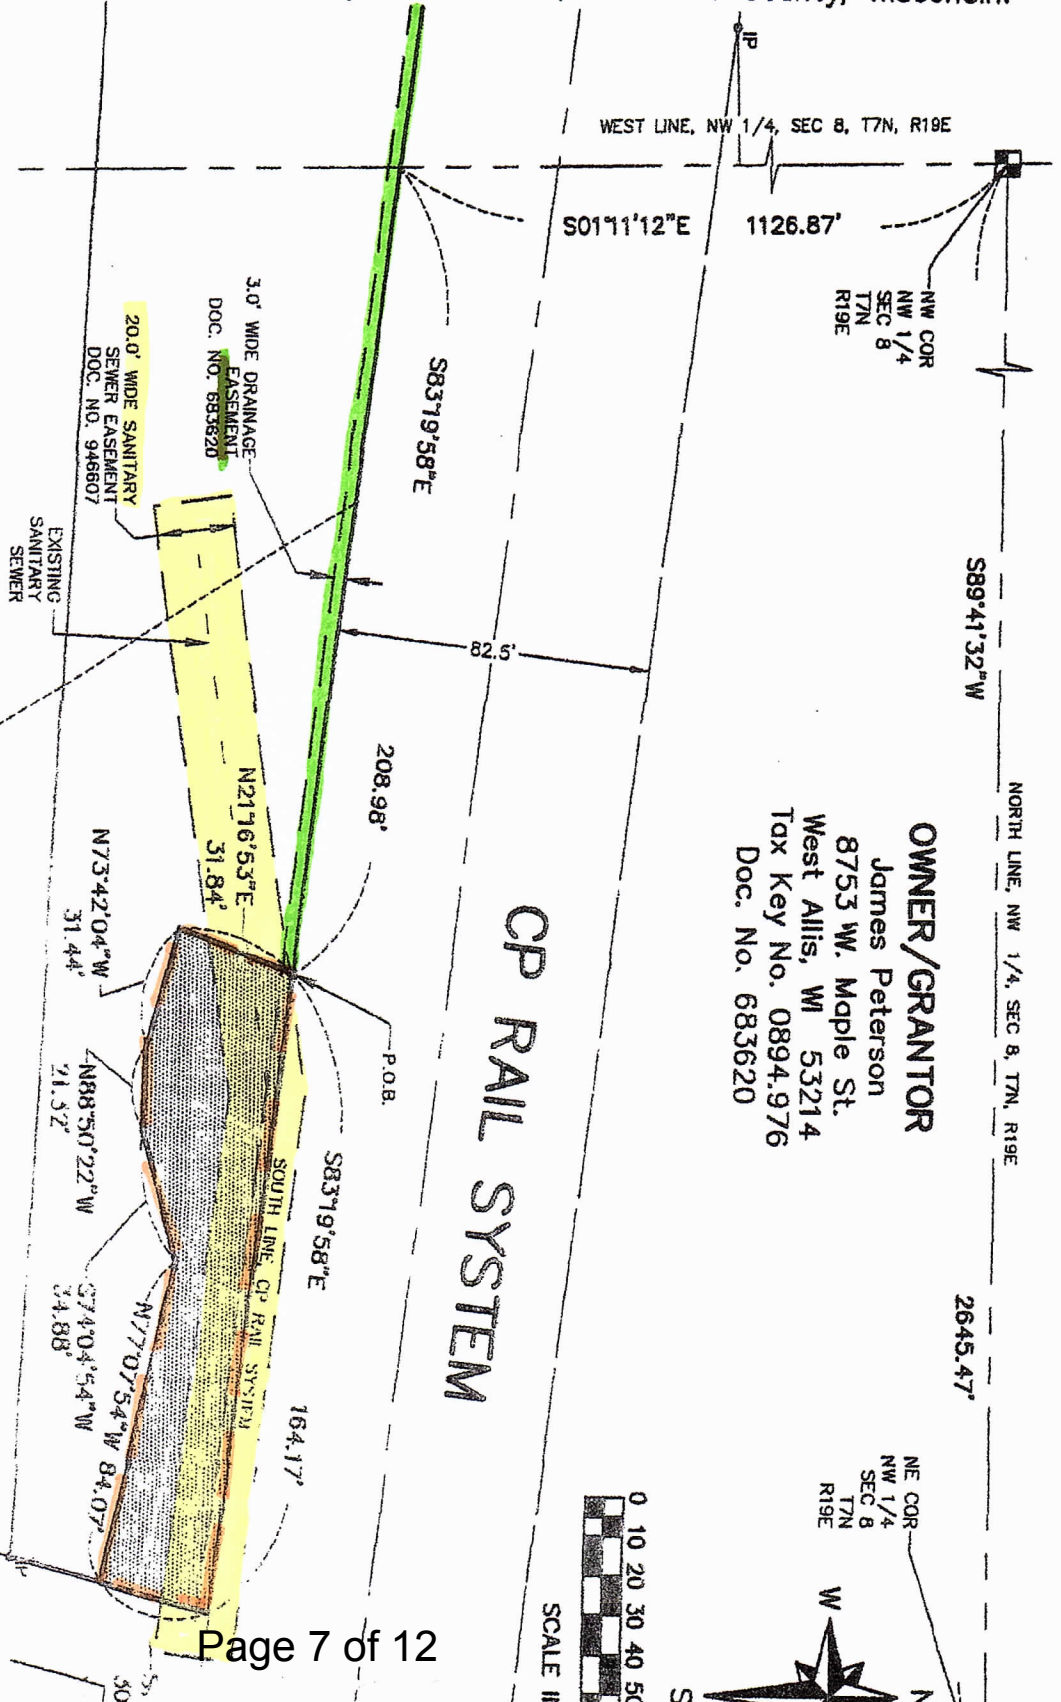 IP
WEST LINE, NW 1/4, SEC 8, T7N, R19E
S01°11'12"E 1126.87'
NW COR
NW 1/4
SEC 8
T7N
R19E
S89°41'32"W
NORTH LINE, NW 1/4, SEC 8, T7N, R19E
2645.47'
NE COR
NW 1/4
SEC 8
T7N
R19E
OWNER/GRANTOR
James Peterson
8753 W. Maple St.
West Allis, WI 53214
Tax Key No. 0894.976
Doc. No. 683620
CP RAIL SYSTEM
S83°19'58"E
82.5'
208.98'
3.0' WIDE DRAINAGE
EASEMENT
DOC. NO. 683620
20.0' WIDE SANITARY
SEWER EASEMENT
DOC. NO. 946607
EXISTING
SANITARY
SEWER
N21°16'53"E
31.84'
P.O.B.
S83°19'58"E
164.17'
SOUTH LINE, CP RAIL SYSTEM
N73°42'04"W
31.44'
N88°50'22"W
21.32'
S74°04'54"W
34.88'
N77°07'54"W 84.07'
0 10 20 30 40 50
W
N
S
Page 7 of 12